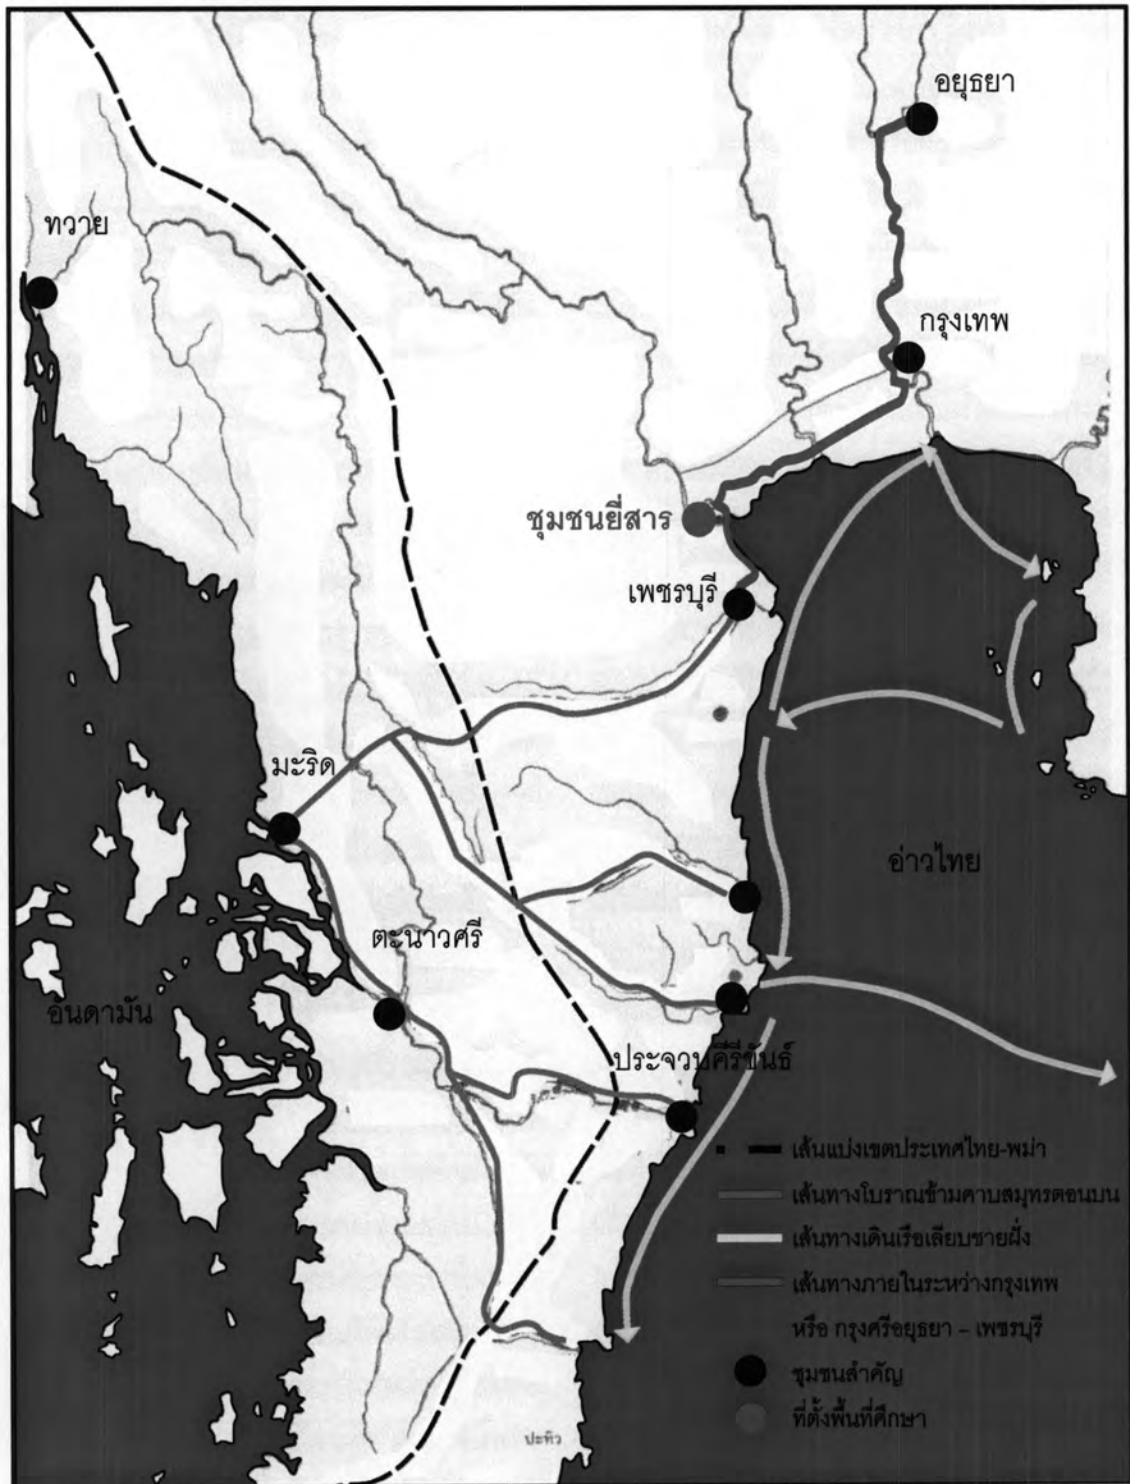 อยุธยา
ทวาย
กรุงเทพ
ชุมชนยี่สาร
เพชรบุรี
มะริด
อ่าวไทย
ตะนาวศรี
อันดามัน
ประจวบคีรีขันธ์
เส้นแบ่งเขตประเทศไทย-พม่า
เส้นทางโบราณข้ามคาบสมุทรตอนบน
เส้นทางเดินเรือเลียบชายฝั่ง
เส้นทางภายในระหว่างกรุงเทพ
หรือ กรุงศรีอยุธยา – เพชรบุรี
ชุมชนสำคัญ
ที่ตั้งพื้นที่ศึกษา
ปะทิว